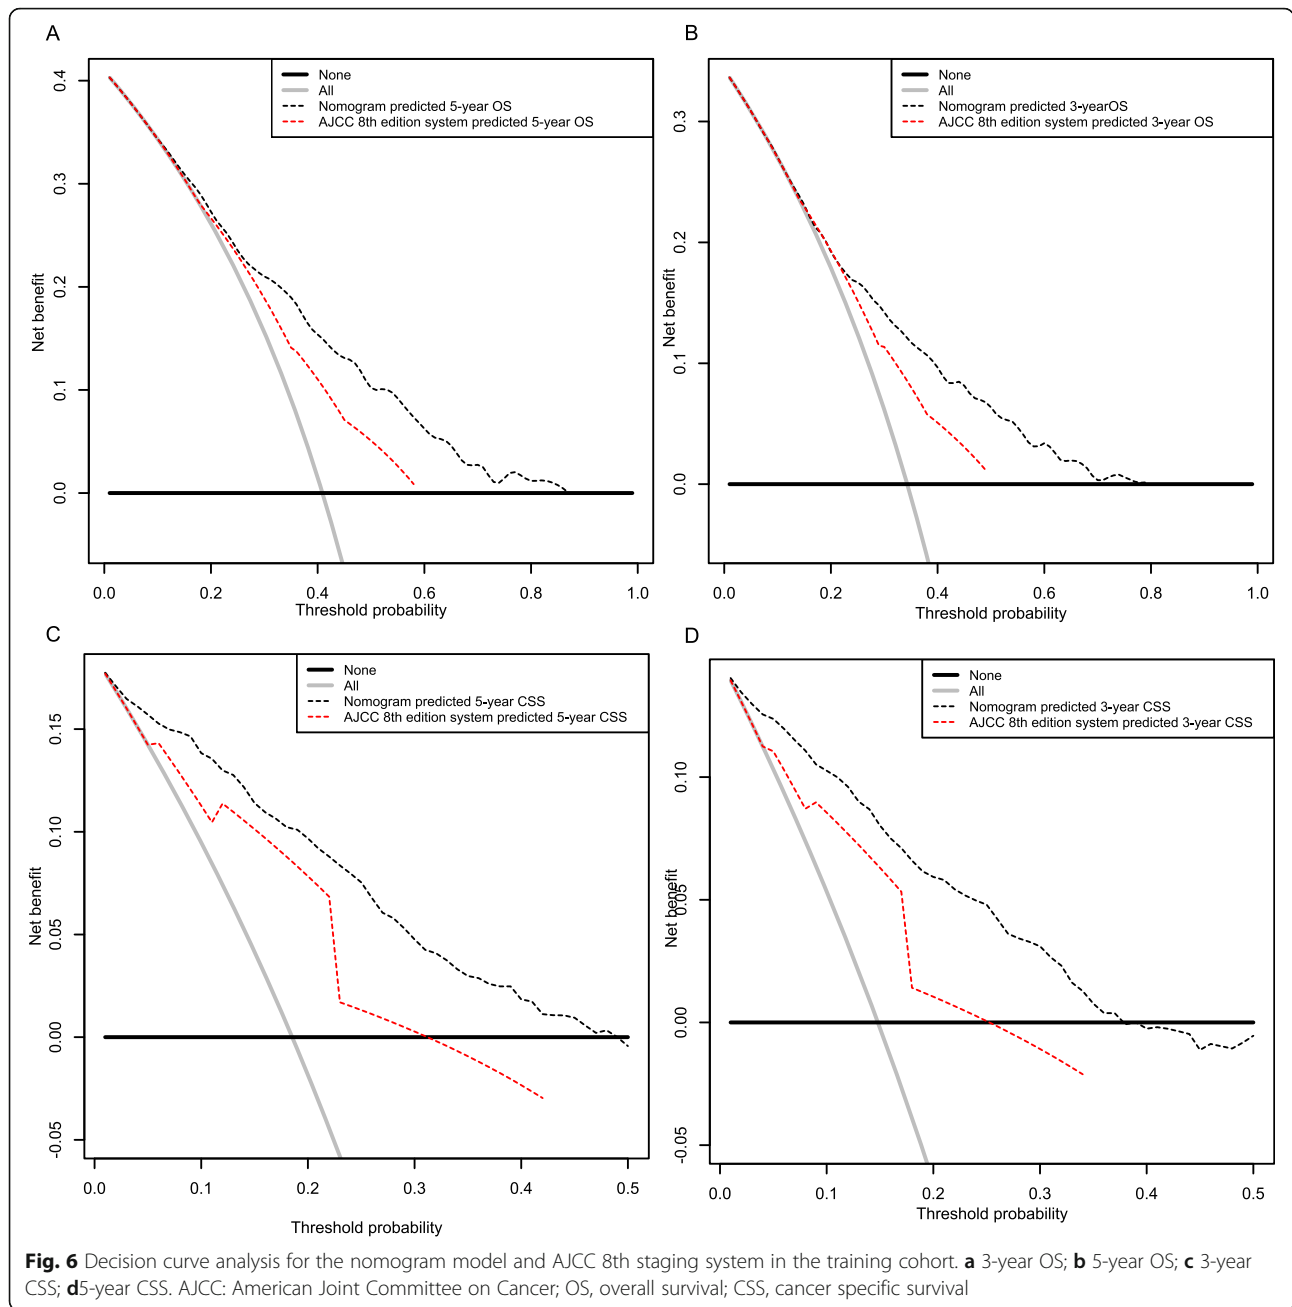 A
None
All
Nomogram predicted 5-year OS
AJCC 8th edition system predicted 5-year OS
Net benefit
0.0 0.1 0.2 0.3 0.4
0.0 0.2 0.4 0.6 0.8 1.0
Threshold probability
B
None
All
Nomogram predicted 3-yearOS
AJCC 8th edition system predicted 3-year OS
Net benefit
0.0 0.1 0.2 0.3
0.0 0.2 0.4 0.6 0.8 1.0
Threshold probability
C
None
All
Nomogram predicted 5-year CSS
AJCC 8th edition system predicted 5-year CSS
Net benefit
-0.05 0.00 0.05 0.10 0.15
0.0 0.1 0.2 0.3 0.4 0.5
Threshold probability
D
None
All
Nomogram predicted 3-year CSS
AJCC 8th edition system predicted 3-year CSS
Net benefit
-0.05 0.00 0.05 0.10
0.0 0.1 0.2 0.3 0.4 0.5
Threshold probability
Fig. 6 Decision curve analysis for the nomogram model and AJCC 8th staging system in the training cohort. a 3-year OS; b 5-year OS; c 3-year
CSS; d5-year CSS. AJCC: American Joint Committee on Cancer; OS, overall survival; CSS, cancer specific survival